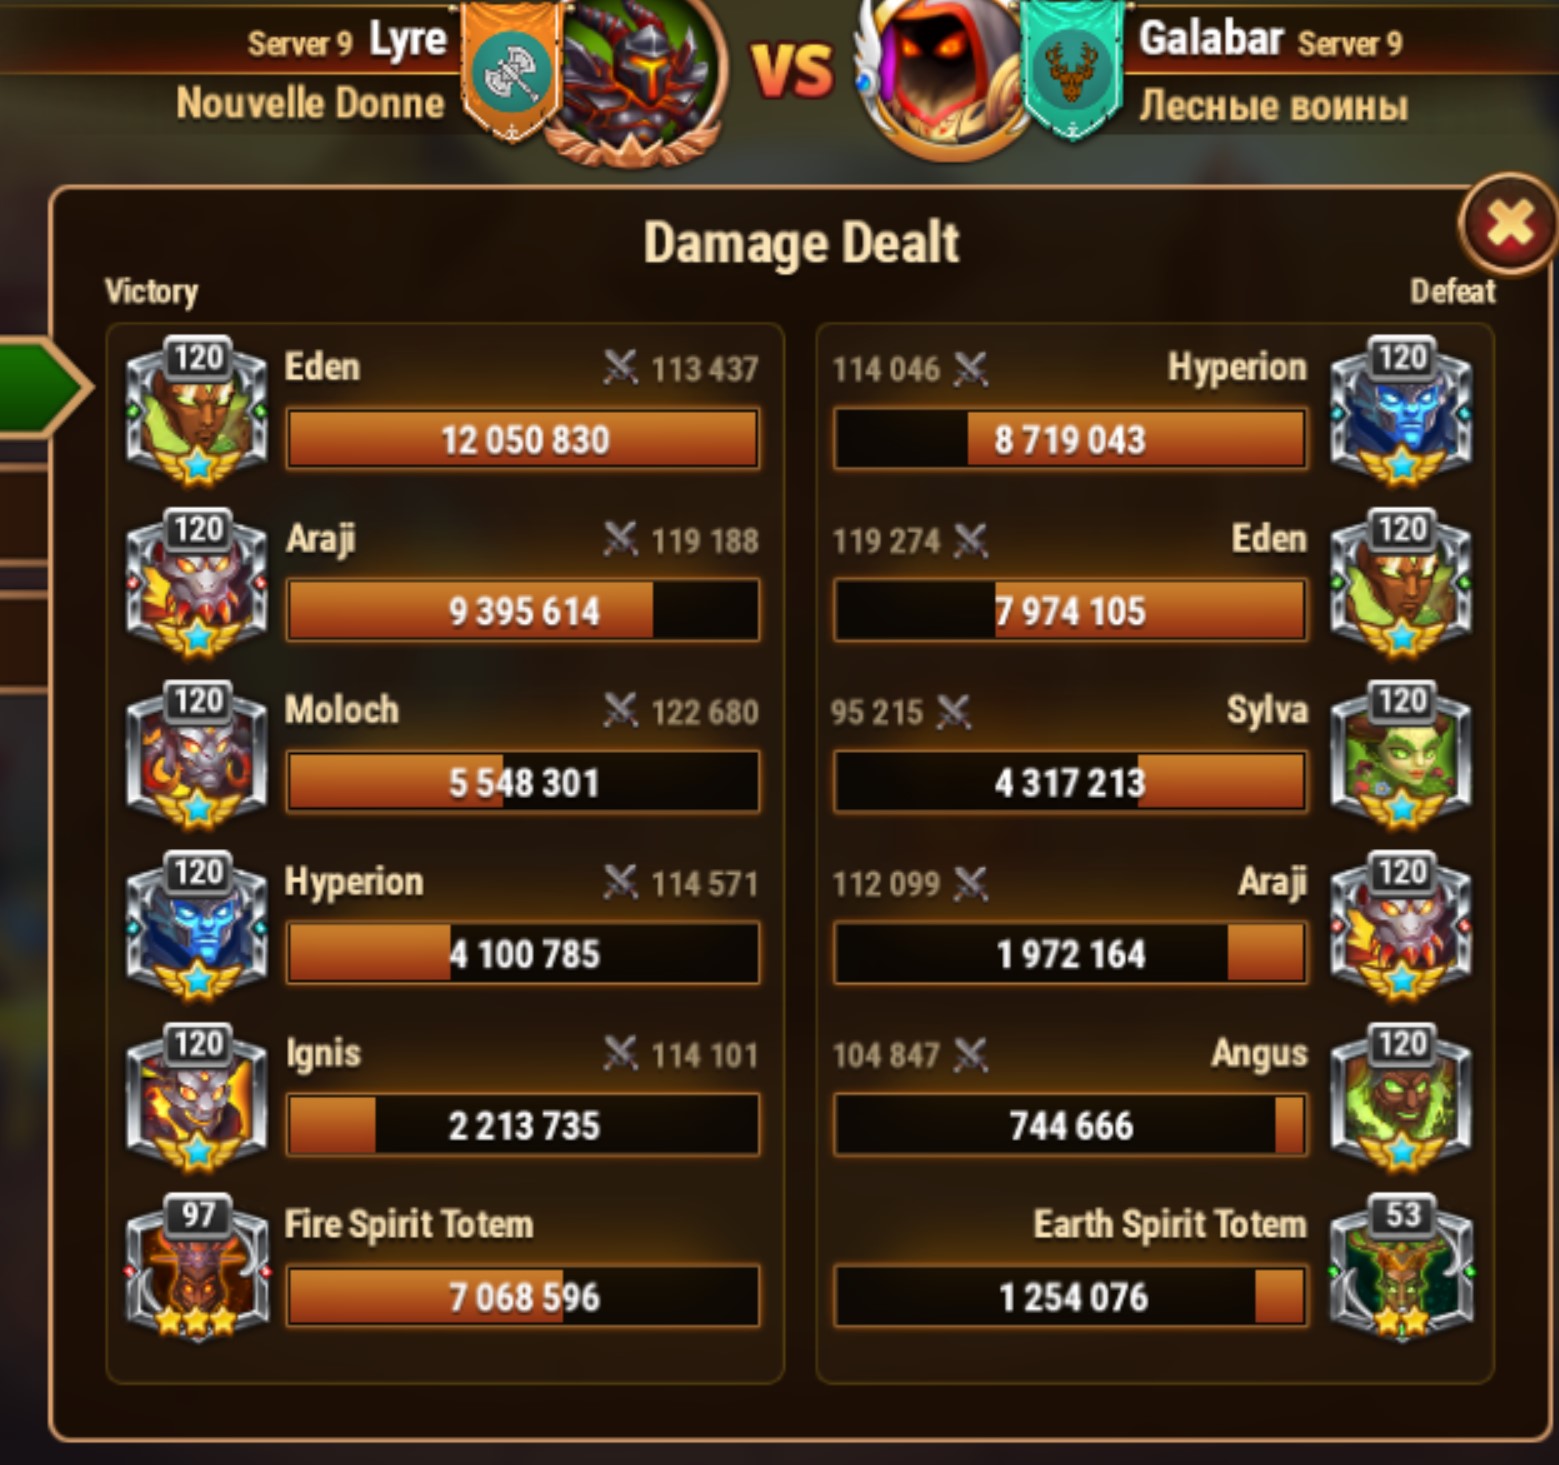 Server 9 Lyre
Nouvelle Donne
VS
Galabar Server 9
Лесные воины
Damage Dealt
Victory
Defeat
120 Eden 113 437
12 050 830
120 Araji 119 188
9 395 614
120 Moloch 122 680
5 548 301
120 Hyperion 114 571
4 100 785
120 Ignis 114 101
2 213 735
97 Fire Spirit Totem
7 068 596
114 046 Hyperion 120
8 719 043
119 274 Eden 120
7 974 105
95 215 Sylva 120
4 317 213
112 099 Araji 120
1 972 164
104 847 Angus 120
744 666
Earth Spirit Totem 53
1 254 076